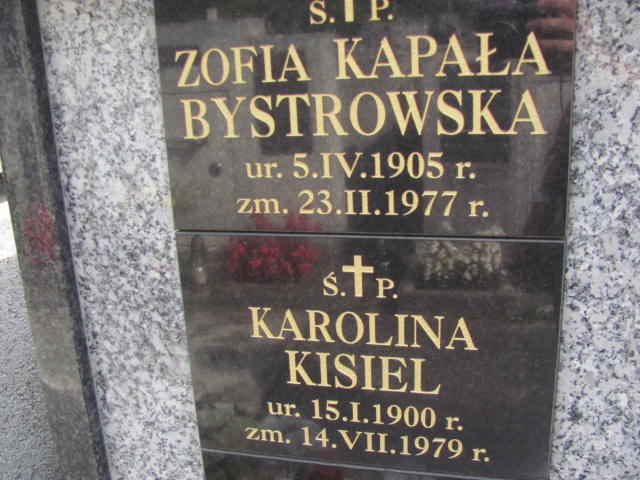 Ś. P.
ZOFIA KAPAŁA
BYSTROWSKA
ur. 5.IV.1905 r.
zm. 23.II.1977 r.
Ś. P.
KAROLINA
KISIEL
ur. 15.I.1900 r.
zm. 14.VII.1979 r.